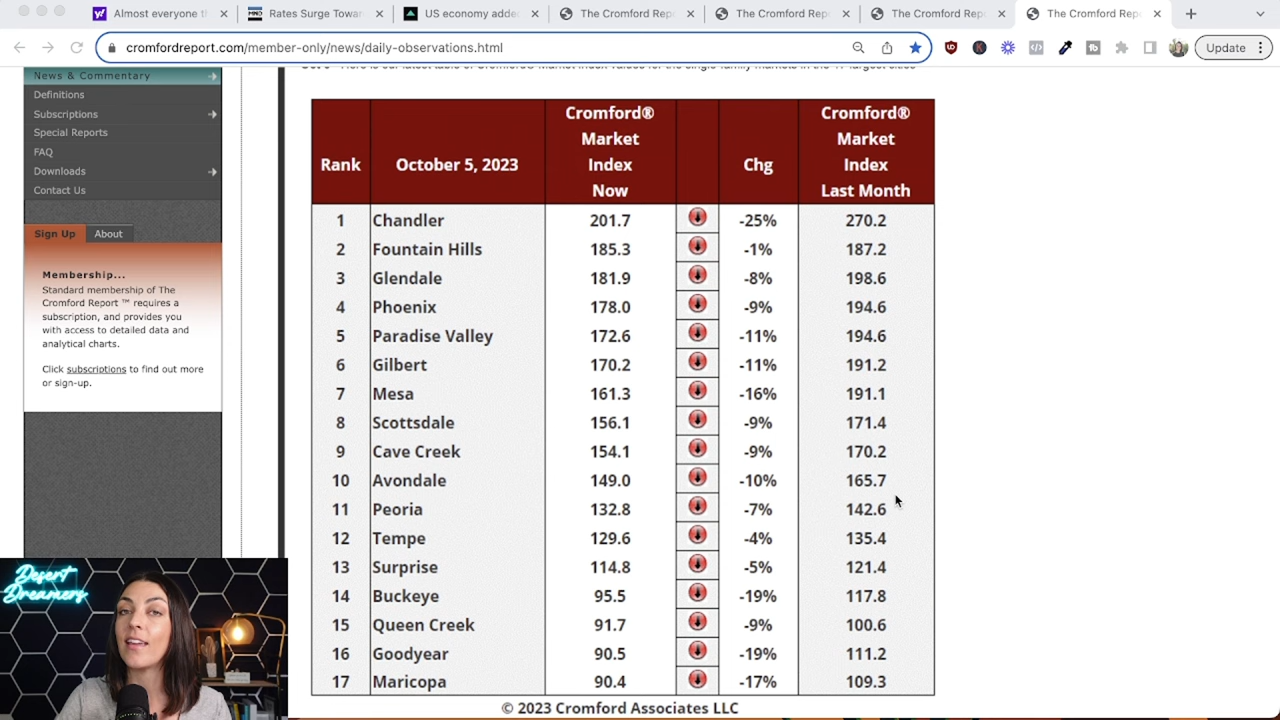 Almost everyone th
Rates Surge Towar
US economy adde
The Cromford Repo
The Cromford Repo
The Cromford Repo
The Cromford Repo
cromfordreport.com/member-only/news/daily-observations.html
Update
News & Commentary
Definitions
Subscriptions
Special Reports
FAQ
Downloads
Contact Us
Sign Up About
Membership...
Standard membership of The
Cromford Report ™ requires a
subscription, and provides you
with access to detailed data and
analytical charts.
Click subscriptions to find out more
or sign-up.
Rank October 5, 2023 Cromford® Market Index Now Chg Cromford® Market Index Last Month
1 Chandler 201.7 -25% 270.2
2 Fountain Hills 185.3 -1% 187.2
3 Glendale 181.9 -8% 198.6
4 Phoenix 178.0 -9% 194.6
5 Paradise Valley 172.6 -11% 194.6
6 Gilbert 170.2 -11% 191.2
7 Mesa 161.3 -16% 191.1
8 Scottsdale 156.1 -9% 171.4
9 Cave Creek 154.1 -9% 170.2
10 Avondale 149.0 -10% 165.7
11 Peoria 132.8 -7% 142.6
12 Tempe 129.6 -4% 135.4
13 Surprise 114.8 -5% 121.4
14 Buckeye 95.5 -19% 117.8
15 Queen Creek 91.7 -9% 100.6
16 Goodyear 90.5 -19% 111.2
17 Maricopa 90.4 -17% 109.3
© 2023 Cromford Associates LLC
Desert
Dreamers